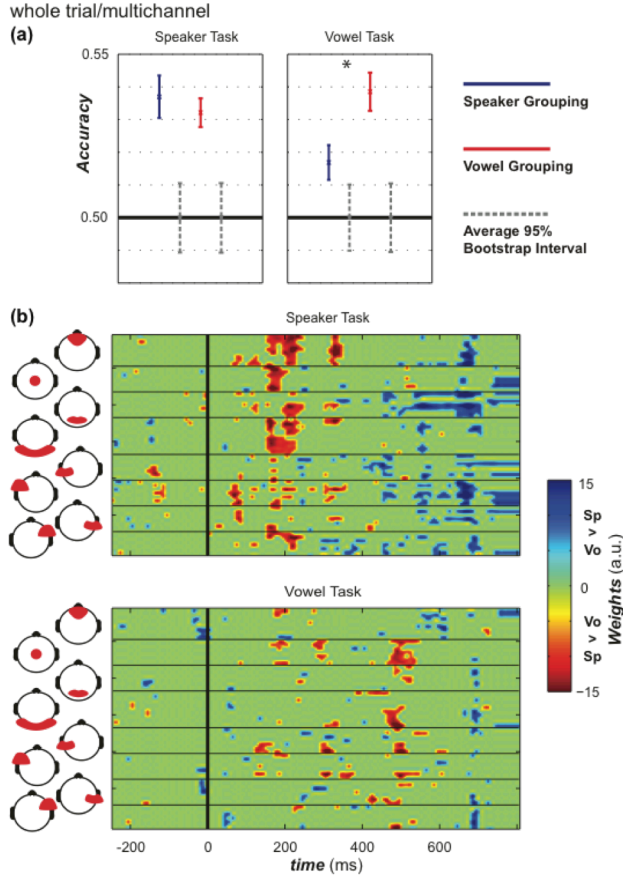 whole trial/multichannel
(a)
Speaker Task
Vowel Task
0.55
0.50
Accuracy
*
Speaker Grouping
Vowel Grouping
Average 95%
Bootstrap Interval
(b)
Speaker Task
Vowel Task
-200
0
200
400
600
time (ms)
15
Sp
>
Vo
0
Vo
>
Sp
−15
Weights (a.u.)